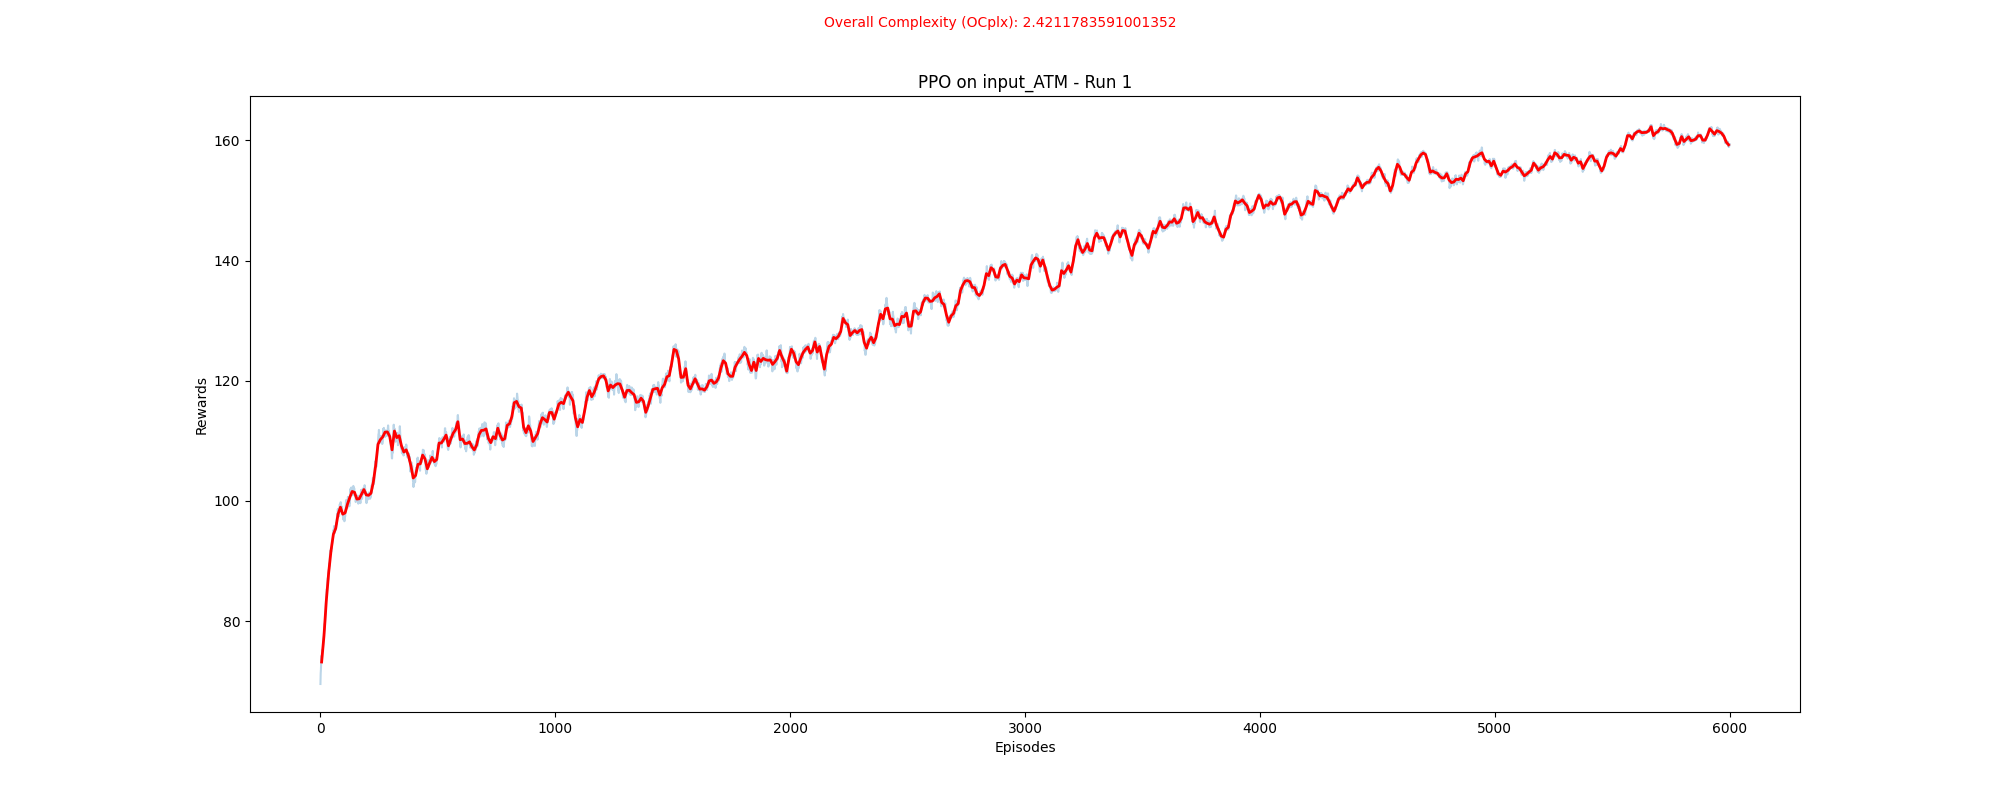 Overall Complexity (OCplx): 2.4211783591001352
PPO on input_ATM - Run 1
160
140
120
100
80
Rewards
0 1000 2000 3000 4000 5000 6000
Episodes